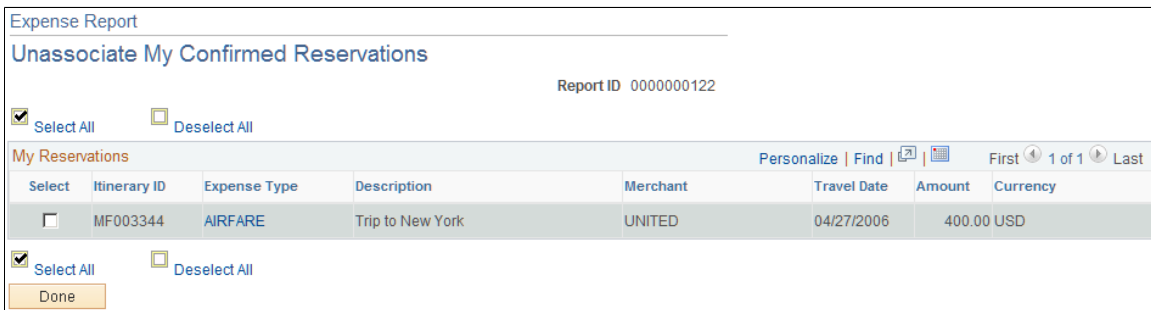 Expense Report
Unassociate My Confirmed Reservations
Report ID 0000000122
Select All Deselect All
My Reservations Personalize | Find | | First 1 of 1 Last
Select Itinerary ID Expense Type Description Merchant Travel Date Amount Currency
MF003344 AIRFARE Trip to New York UNITED 04/27/2006 400.00 USD
Select All Deselect All
Done